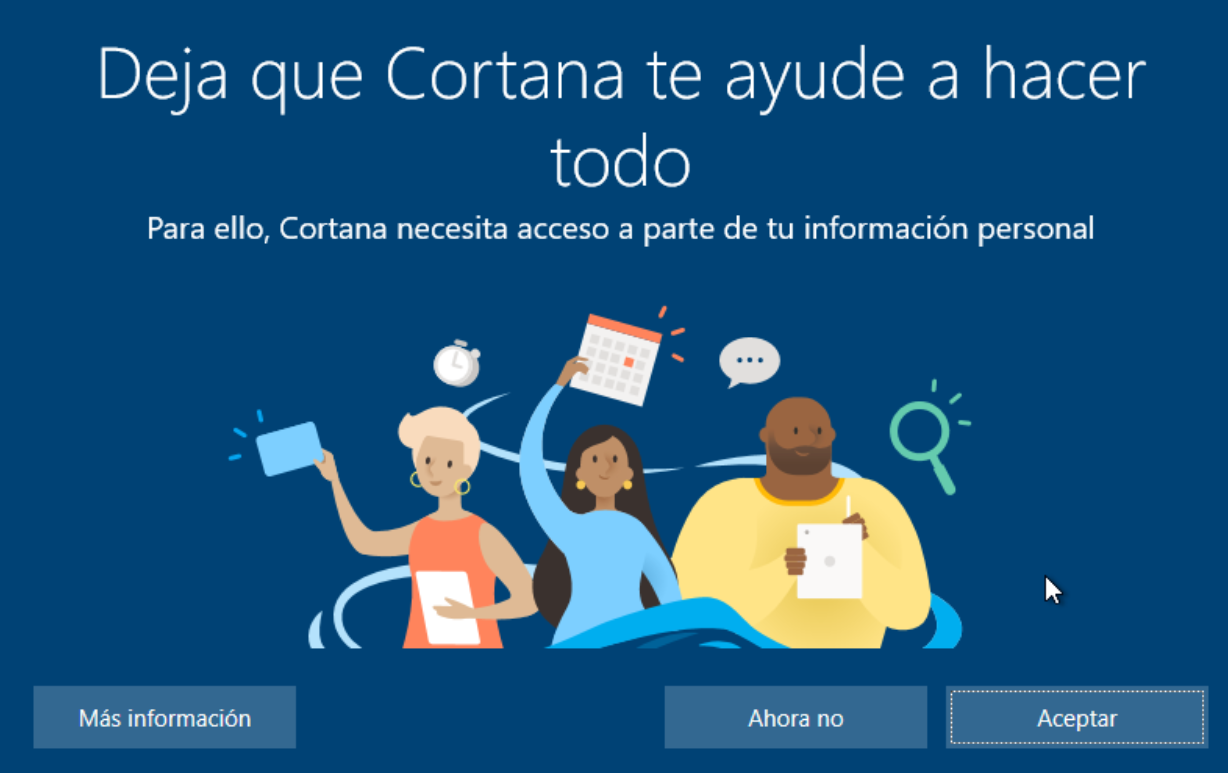 Deja que Cortana te ayude a hacer
todo
Para ello, Cortana necesita acceso a parte de tu información personal
Más información
Ahora no
Aceptar